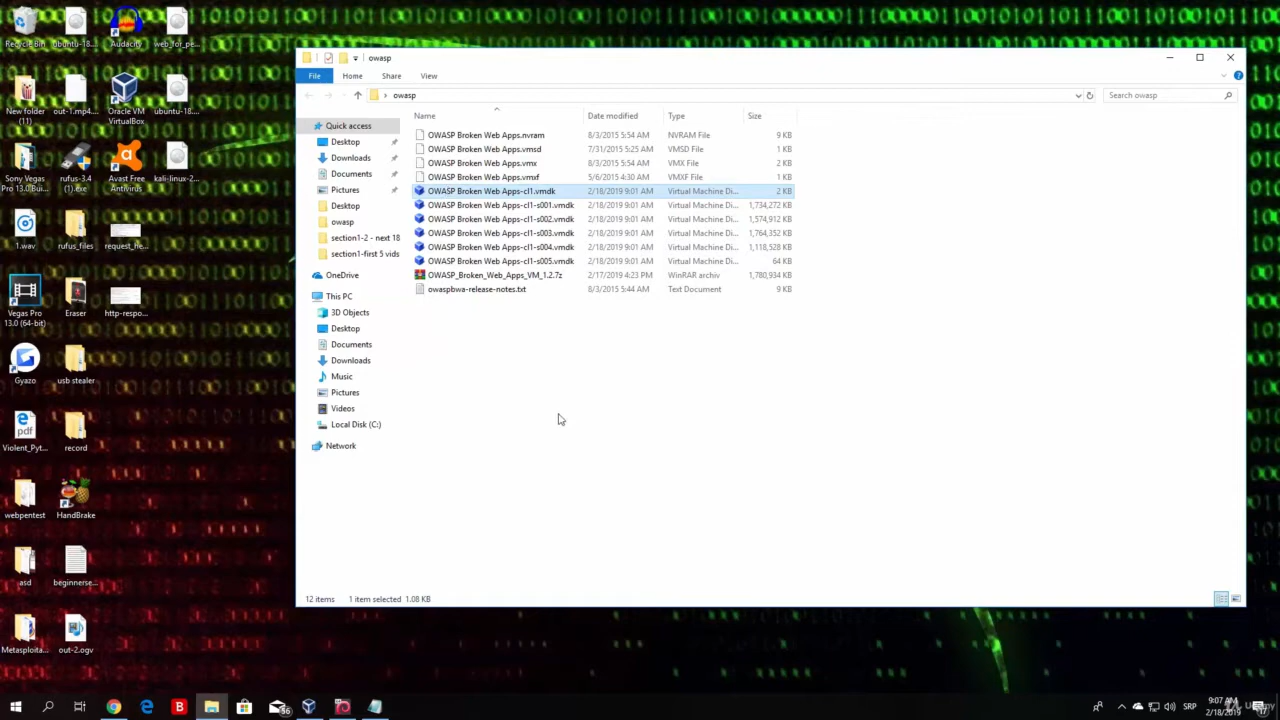 Recycle Bin
ubuntu-18....
Audacity
web_for_pe...
New folder (11)
out-1.mp4....
Oracle VM VirtualBox
ubuntu-18....
Sony Vegas Pro 13.0.Bui...
rufus-3.4 (1).exe
Avast Free Antivirus
kali-linux-2...
1.wav
rufus_files
request_he...
Vegas Pro 13.0 (64-bit)
Eraser
http-respo...
Gyazo
usb stealer
Violent_Pyt...
record
webpentest
HandBrake
asd
beginnerse...
Metasploita...
out-2.ogv
owasp
File Home Share View
owasp
Search owasp
Name Date modified Type Size
OWASP Broken Web Apps.nvram 8/3/2015 5:54 AM NVRAM File 9 KB
OWASP Broken Web Apps.vmsd 7/31/2015 5:25 AM VMSD File 1 KB
OWASP Broken Web Apps.vmx 8/3/2015 5:54 AM VMX File 2 KB
OWASP Broken Web Apps.vmxf 5/6/2015 4:30 AM VMXF File 1 KB
OWASP Broken Web Apps-cl1.vmdk 2/18/2019 9:01 AM Virtual Machine Di... 2 KB
OWASP Broken Web Apps-cl1-s001.vmdk 2/18/2019 9:01 AM Virtual Machine Di... 1,734,272 KB
OWASP Broken Web Apps-cl1-s002.vmdk 2/18/2019 9:01 AM Virtual Machine Di... 1,574,912 KB
OWASP Broken Web Apps-cl1-s003.vmdk 2/18/2019 9:01 AM Virtual Machine Di... 1,764,352 KB
OWASP Broken Web Apps-cl1-s004.vmdk 2/18/2019 9:01 AM Virtual Machine Di... 1,118,528 KB
OWASP Broken Web Apps-cl1-s005.vmdk 2/18/2019 9:01 AM Virtual Machine Di... 64 KB
OWASP_Broken_Web_Apps_VM_1.2.7z 2/17/2019 4:23 PM WinRAR archiv 1,780,934 KB
owaspbwa-release-notes.txt 8/3/2015 5:44 AM Text Document 9 KB
Quick access
Desktop
Downloads
Documents
Pictures
Desktop
owasp
section1-2 - next 18
section1-first 5 vids
OneDrive
This PC
3D Objects
Desktop
Documents
Downloads
Music
Pictures
Videos
Local Disk (C:)
Network
12 items 1 item selected 1.08 KB
56
SRP
9:07 AM
2/18/2019
17
Udemy